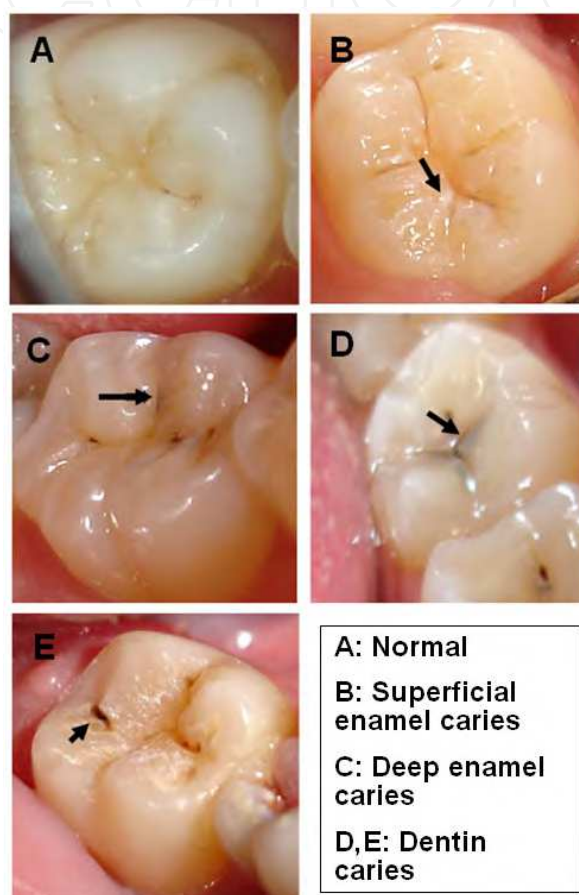 A
B
C
D
E
A: Normal
B: Superficial
enamel caries
C: Deep enamel
caries
D,E: Dentin
caries